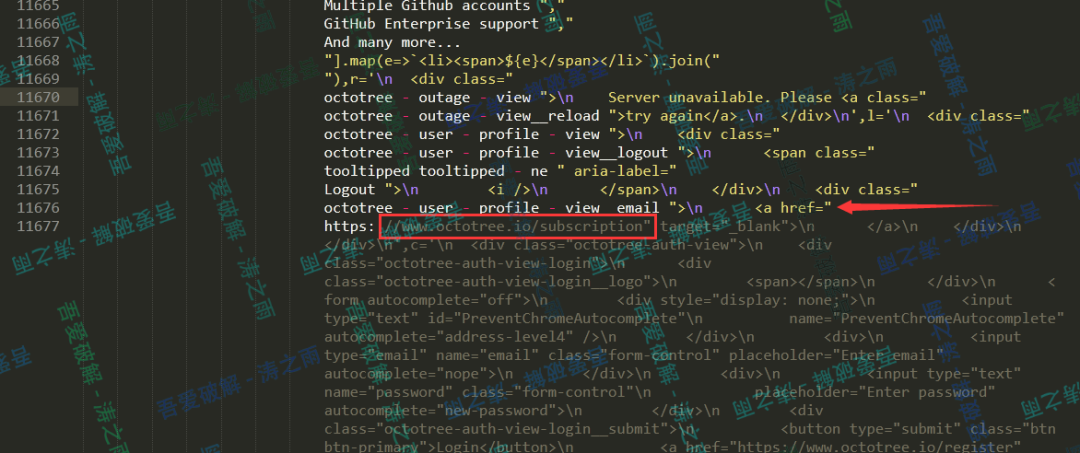 11665 Multiple Github accounts ","
11666 GitHub Enterprise support ","
11667 And many more...
11668 "].map(e=>`<li><span>${e}</span></li>`).join("
11669 "),r='\n  <div class="
11670 octotree - outage - view ">\n    Server unavailable. Please <a class="
11671 octotree - outage - view__reload ">try again</a>.\n  </div>\n',l='\n  <div class="
11672 octotree - user - profile - view ">\n    <div class="
11673 octotree - user - profile - view__logout ">\n      <span class="
11674 tooltipped tooltipped - ne " aria-label="
11675 Logout ">\n        <i />\n      </span>\n    </div>\n    <div class="
11676 octotree - user - profile - view__email ">\n      <a href="
11677 https://www.octotree.io/subscription" target="_blank">\n      </a>\n    </div>\n
</div>\n',c='\n  <div class="octotree-auth-view">\n    <div
class="octotree-auth-view-login">\n      <div
class="octotree-auth-view-login__logo">\n        <span></span>\n      </div>\n      <
form autocomplete="off">\n        <div style="display: none;">\n          <input
type="text" id="PreventChromeAutocomplete"\n            name="PreventChromeAutocomplete"
autocomplete="address-level4" />\n        </div>\n        <div>\n          <input
type="email" name="email" class="form-control" placeholder="Enter email"
autocomplete="nope">\n        </div>\n        <div>\n          <input type="text"
name="password" class="form-control"\n            placeholder="Enter password"
autocomplete="new-password">\n        </div>\n        <div
class="octotree-auth-view-login__submit">\n          <button type="submit" class="btn
btn-primary">Login</button>\n          <a href="https://www.octotree.io/register"
吾爱破解 - 涛之雨